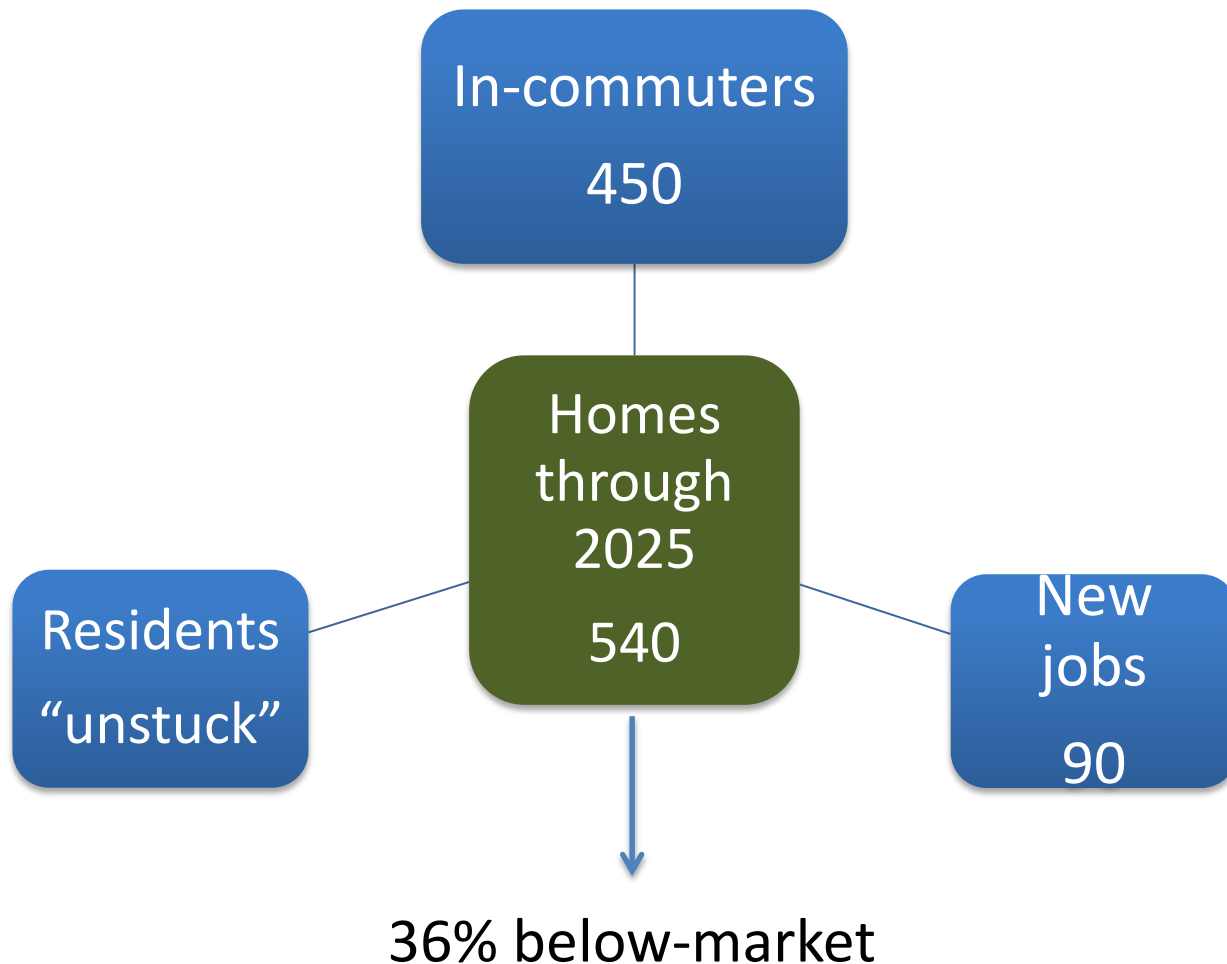 In-commuters
450
Homes
through
2025
540
Residents
“unstuck”
New
jobs
90
36% below-market